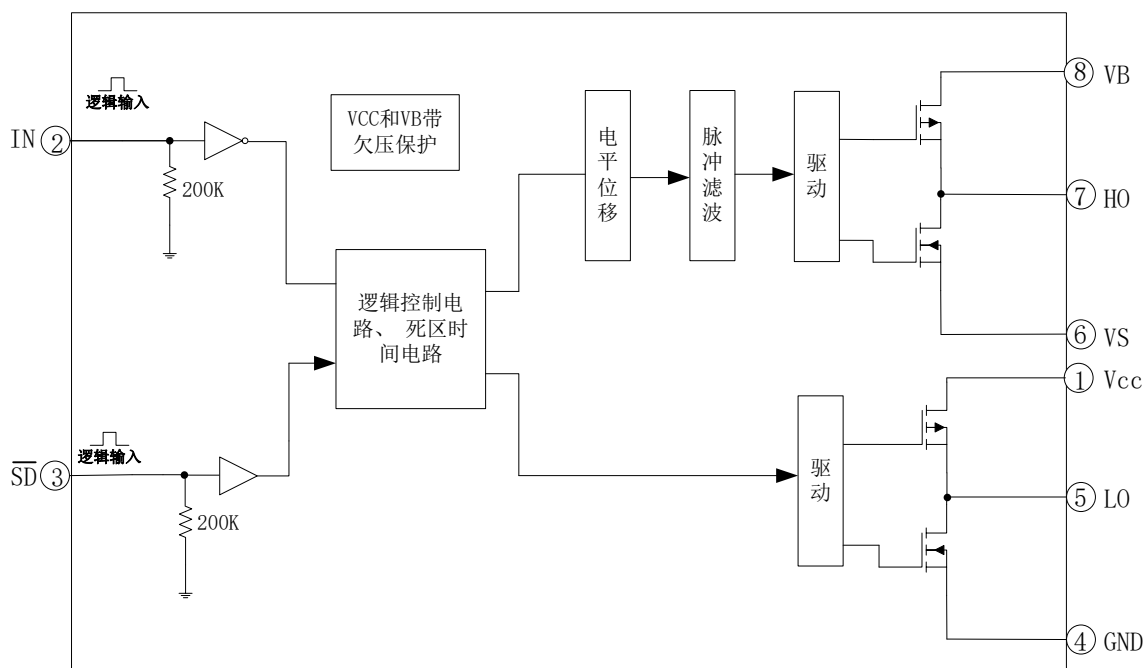 逻辑输入
IN ②
200K
VCC和VB带
欠压保护
电
平
位
移
脉
冲
滤
波
驱
动
⑧ VB
⑦ HO
⑥ VS
逻辑控制电
路、 死区时
间电路
① Vcc
逻辑输入
SD ③
200K
驱
动
⑤ LO
④ GND